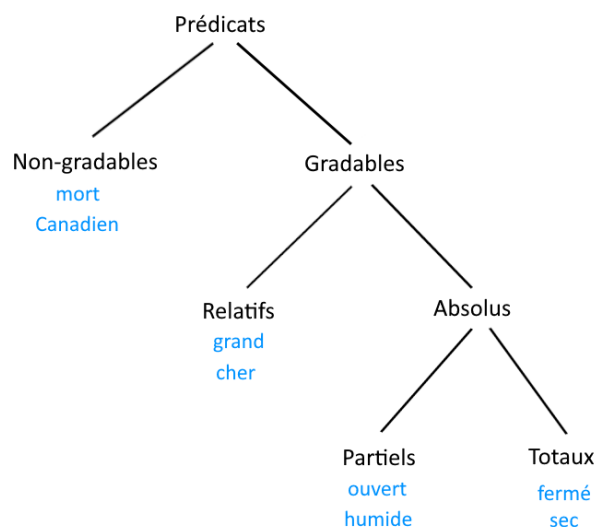 Prédicats
Non-gradables
mort
Canadien
Gradables
Relatifs
grand
cher
Absolus
Partiels
ouvert
humide
Totaux
fermé
sec